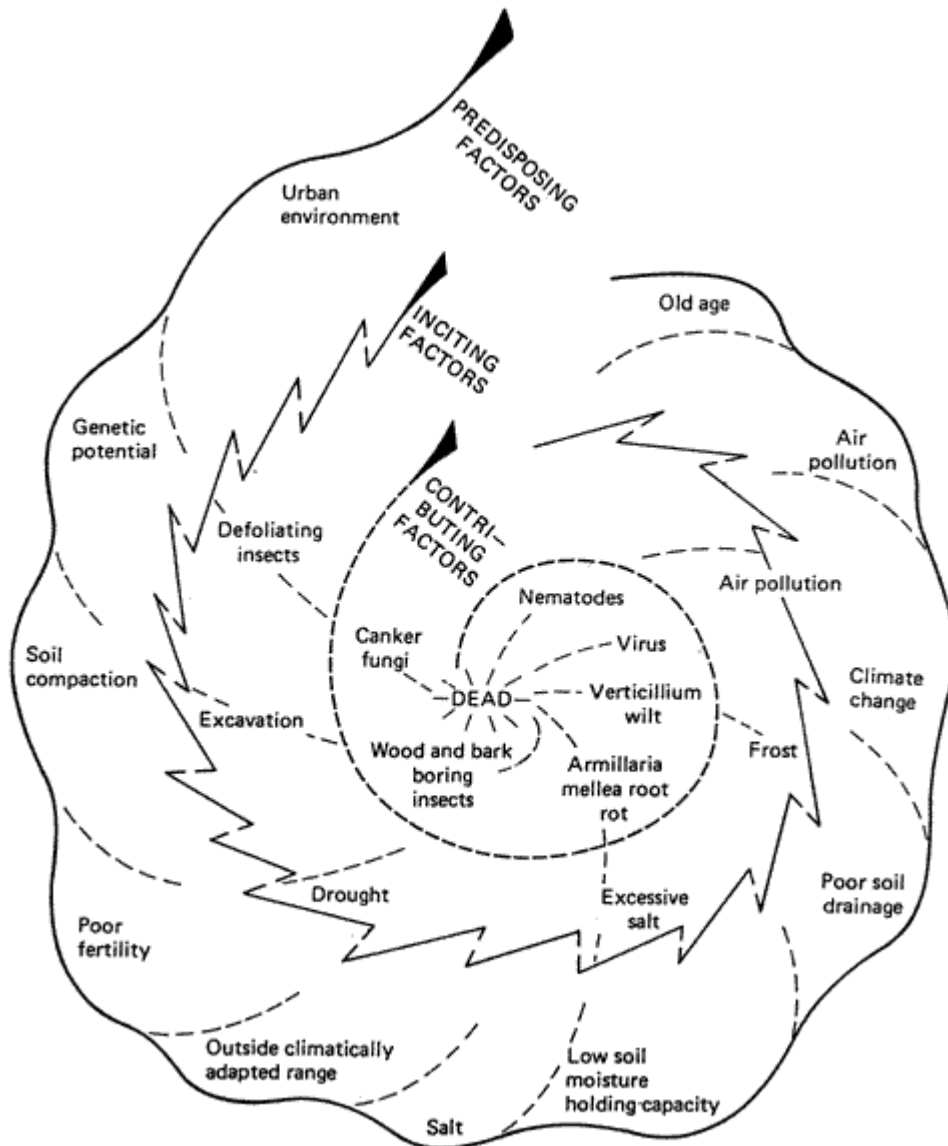 PREDISPOSING
FACTORS
Urban
environment
Genetic
potential
Soil
compaction
Poor
fertility
Outside climatically
adapted range
Salt
Low soil
moisture
holding-capacity
Poor soil
drainage
Climate
change
Air
pollution
Old age
INCITING
FACTORS
Defoliating
insects
Excavation
Drought
Excessive
salt
Frost
Air pollution
CONTRI–
BUTING
FACTORS
Canker
fungi
Wood and bark
boring
insects
Armillaria
mellea root
rot
Verticillium
wilt
Virus
Nematodes
DEAD